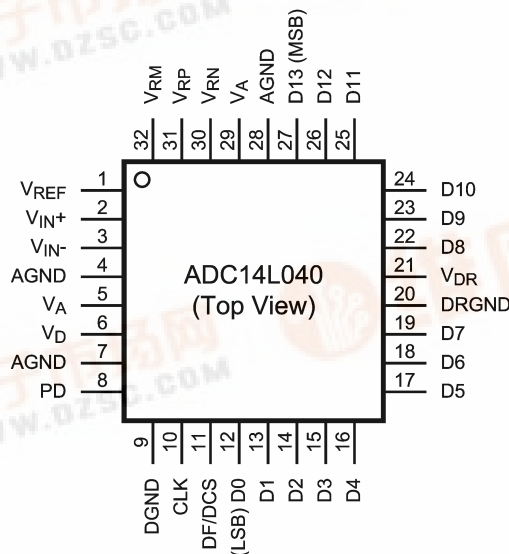 WWW.DZSC.COM
VRM
VRP
VRN
VA
AGND
D13 (MSB)
D12
D11
32
31
30
29
28
27
26
25
VREF 1
VIN+ 2
VIN- 3
AGND 4
VA 5
VD 6
AGND 7
PD 8
ADC14L040
(Top View)
24 D10
23 D9
22 D8
21 VDR
20 DRGND
19 D7
18 D6
17 D5
9
10
11
12
13
14
15
16
DGND
CLK
DF/DCS
(LSB) D0
D1
D2
D3
D4
WWW.DZSC.COM